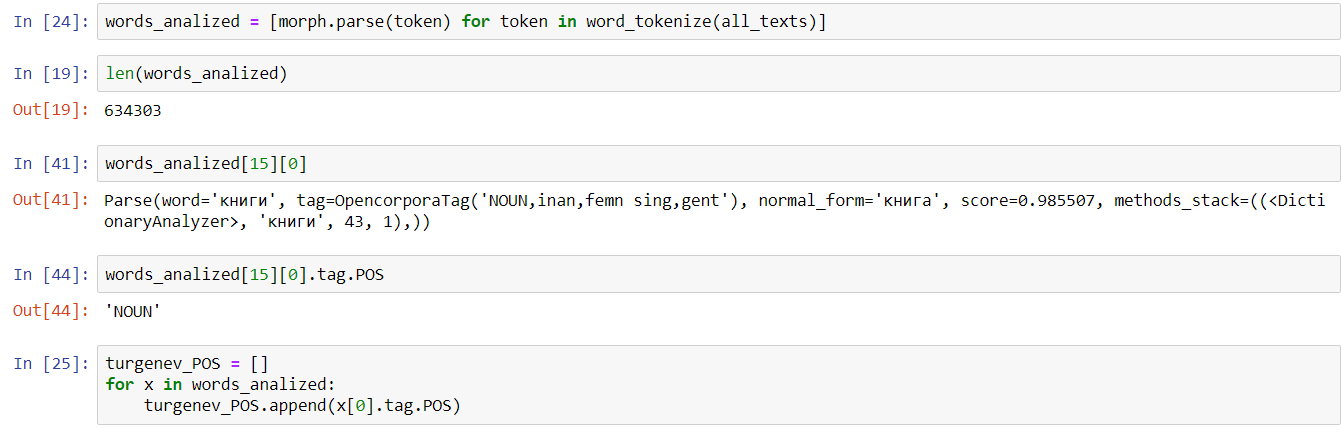 In [24]: words_analized = [morph.parse(token) for token in word_tokenize(all_texts)]
In [19]: len(words_analized)
Out[19]: 634303
In [41]: words_analized[15][0]
Out[41]: Parse(word='книги', tag=OpencorporaTag('NOUN,inan,femn sing,gent'), normal_form='книга', score=0.985507, methods_stack=((<Dicti
onaryAnalyzer>, 'книги', 43, 1),))
In [44]: words_analized[15][0].tag.POS
Out[44]: 'NOUN'
In [25]: turgenev_POS = []
for x in words_analized:
    turgenev_POS.append(x[0].tag.POS)